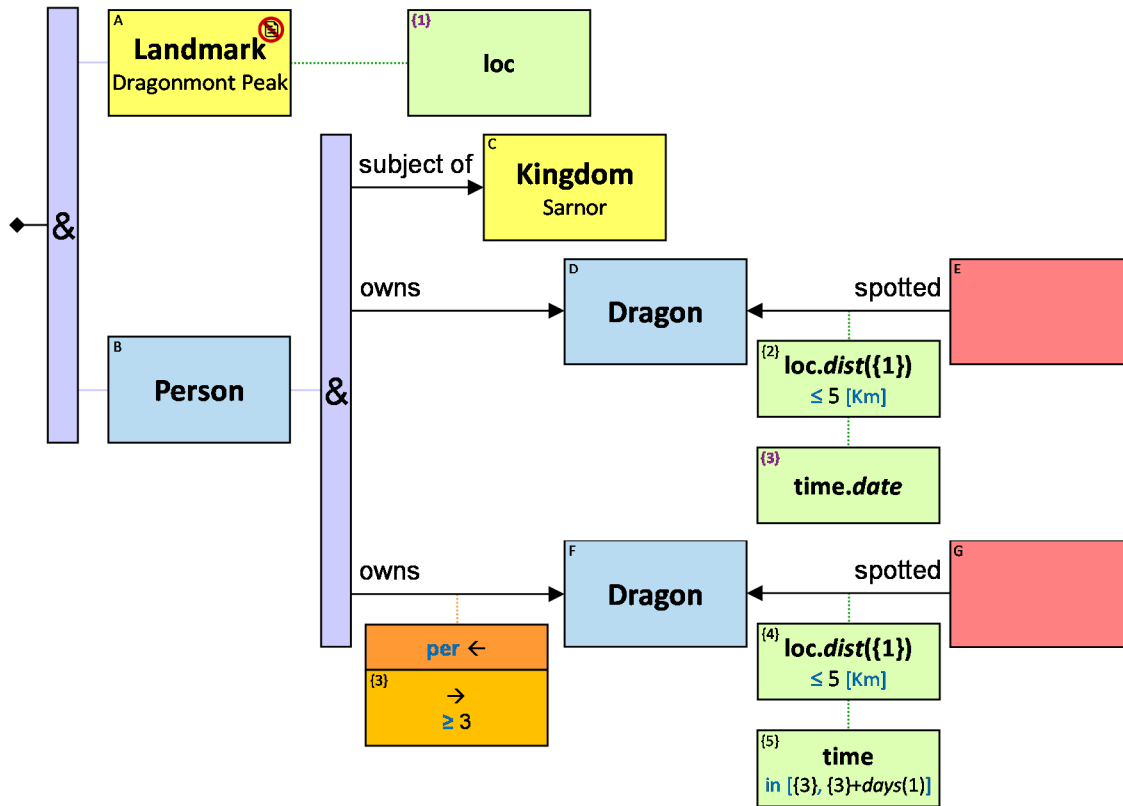 A
Landmark
Dragonmont Peak
{1}
loc
&
subject of
C
Kingdom
Sarnor
owns
D
Dragon
spotted
E
{2}
loc.dist({1})
≤ 5 [Km]
B
Person
&
{3}
time.date
owns
F
Dragon
spotted
G
per ←
{3}
→
≥ 3
{4}
loc.dist({1})
≤ 5 [Km]
{5}
time
in [{3}, {3}+days(1)]